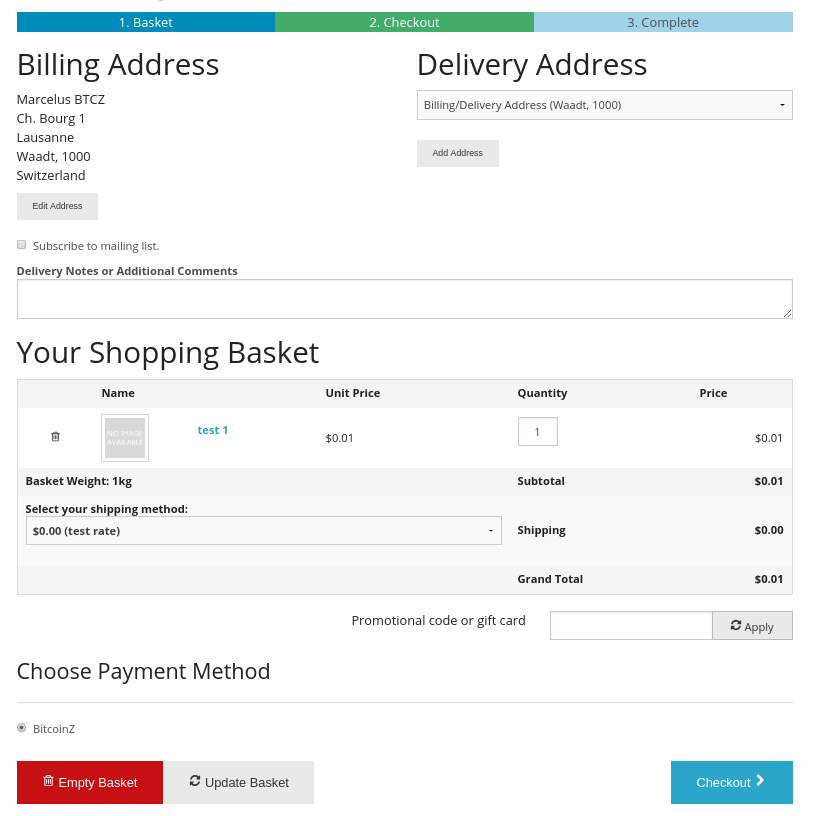 1. Basket
2. Checkout
3. Complete
Billing Address
Marcelus BTCZ
Ch. Bourg 1
Lausanne
Waadt, 1000
Switzerland
Edit Address
Delivery Address
Billing/Delivery Address (Waadt, 1000)
Add Address
Subscribe to mailing list.
Delivery Notes or Additional Comments
Your Shopping Basket
Name Unit Price Quantity Price
NO IMAGE
AVAILABLE
test 1 $0.01 1 $0.01
Basket Weight: 1kg Subtotal $0.01
Select your shipping method:
$0.00 (test rate) Shipping $0.00
Grand Total $0.01
Promotional code or gift card Apply
Choose Payment Method
BitcoinZ
Empty Basket Update Basket Checkout